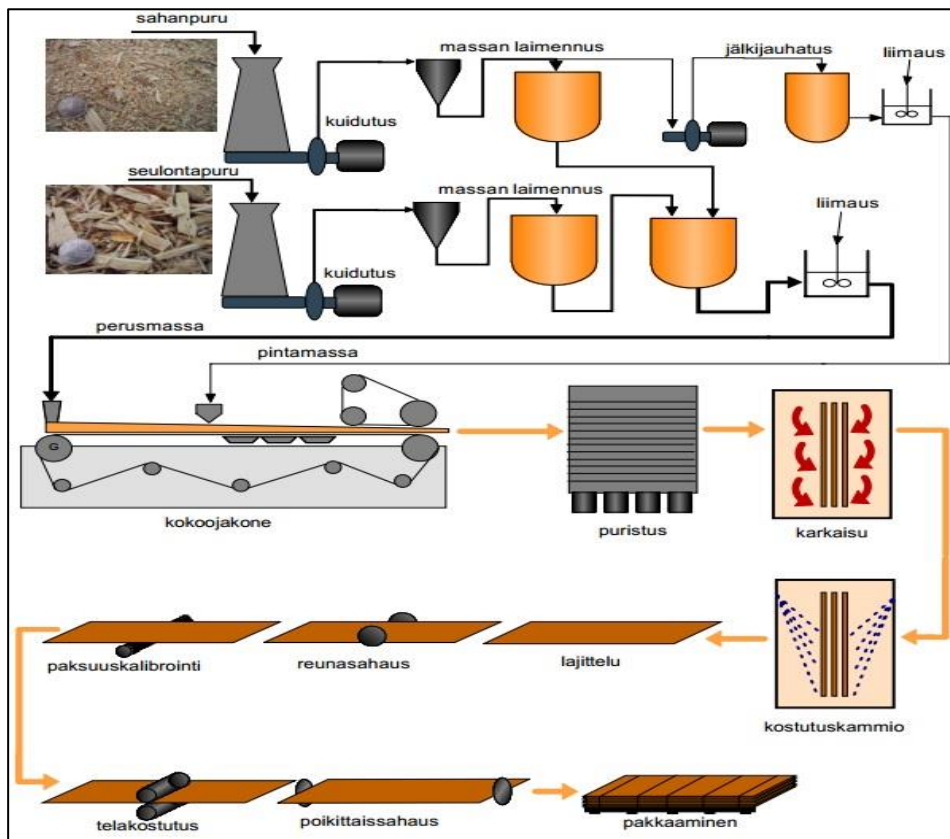 sahanpuru
massan laimennus
jälkijauhatus
liimaus
kuidutus
seulontapuru
massan laimennus
liimaus
kuidutus
perusmassa
pintamassa
G
kokoojakone
puristus
karkaisu
paksuuskalibrointi
reunasahaus
lajittelu
kostutuskammio
telakostutus
poikittaissahaus
pakkaaminen